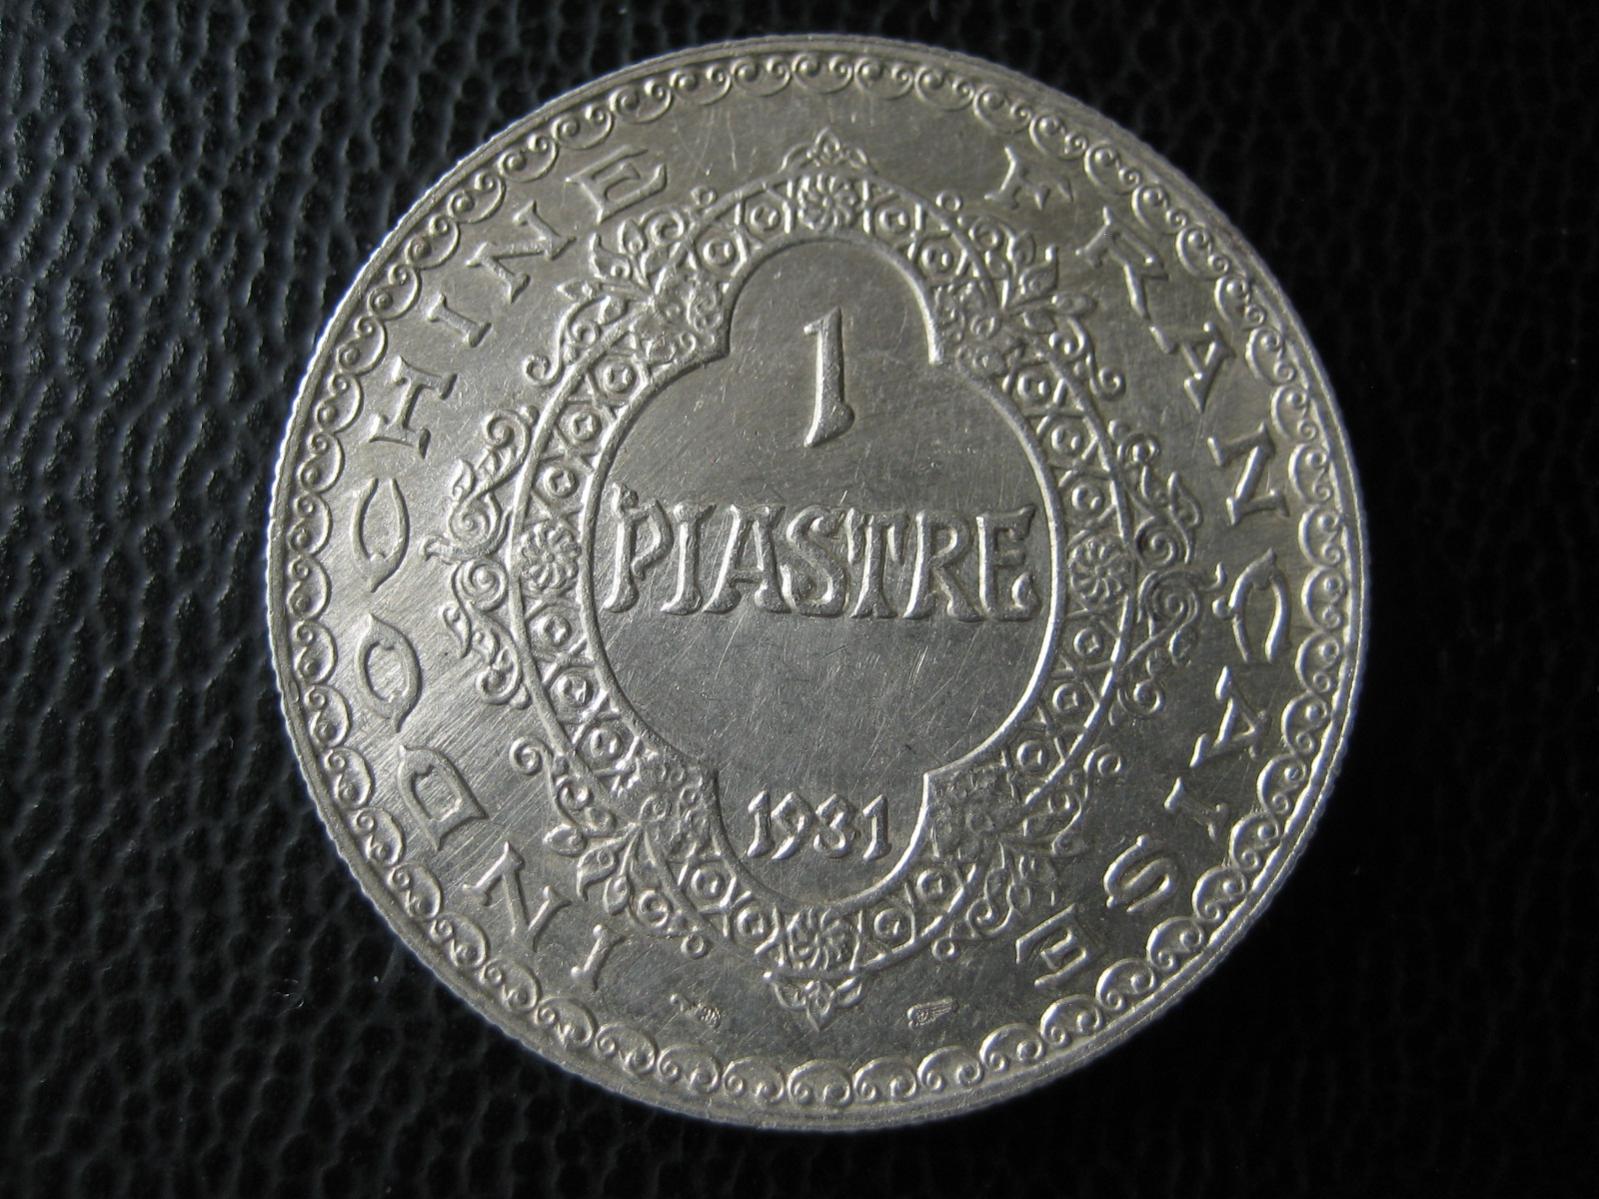 INDOCHINE FRANÇAISE
1
PIASTRE
1931